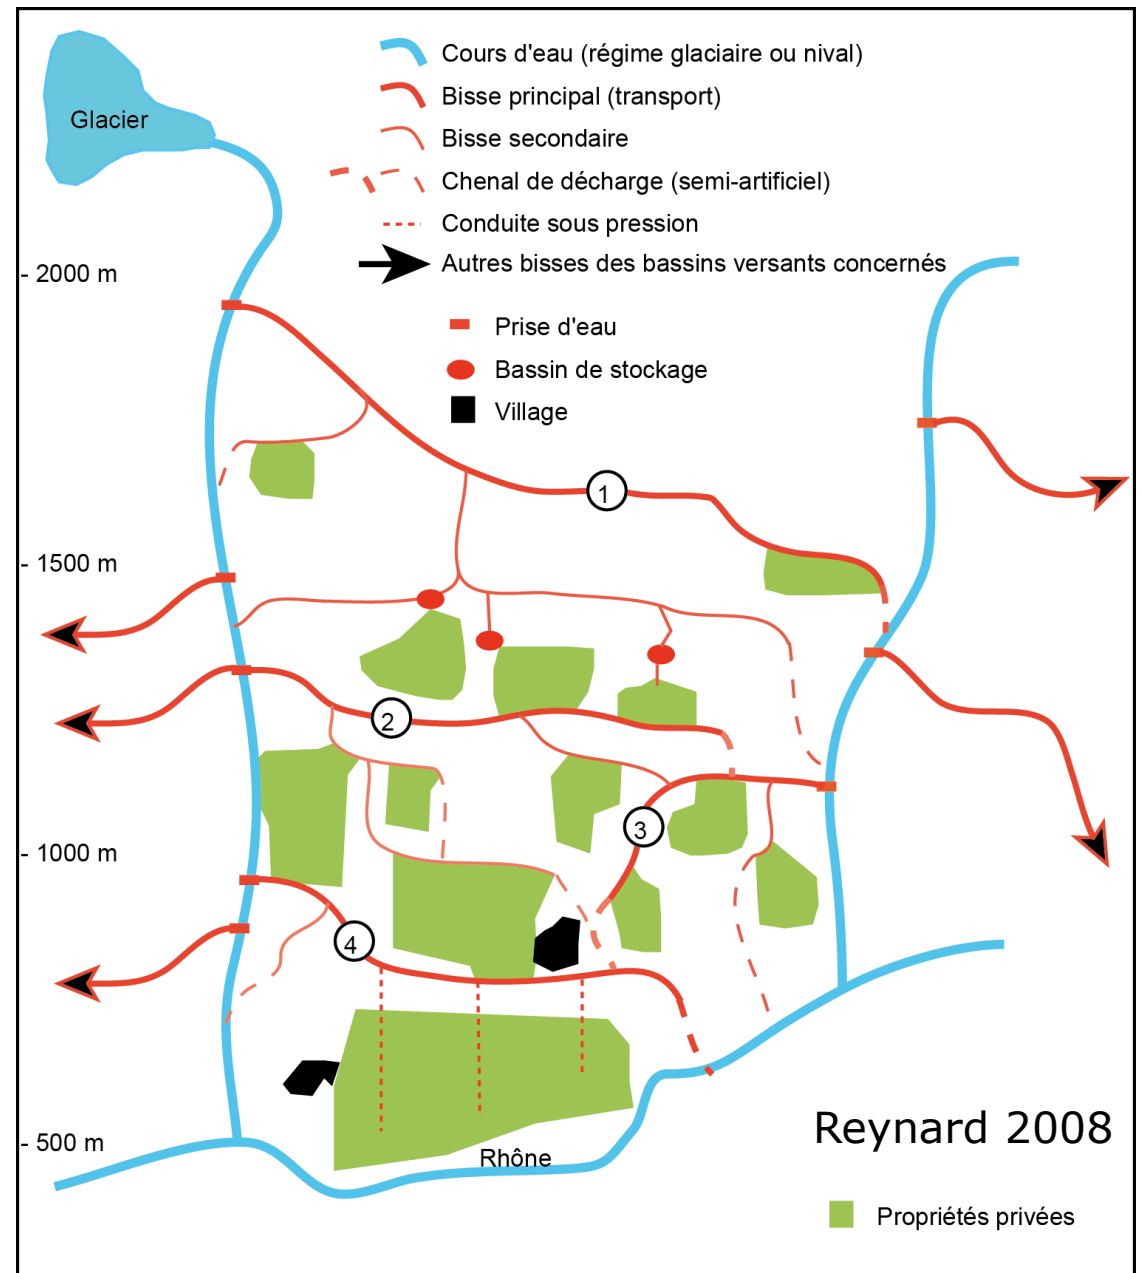 Glacier
Cours d'eau (régime glaciaire ou nival)
Bisse principal (transport)
Bisse secondaire
Chenal de décharge (semi-artificiel)
Conduite sous pression
Autres bisses des bassins versants concernés
- 2000 m
Prise d'eau
Bassin de stockage
Village
1
- 1500 m
2
3
- 1000 m
4
Reynard 2008
- 500 m
Rhône
Propriétés privées